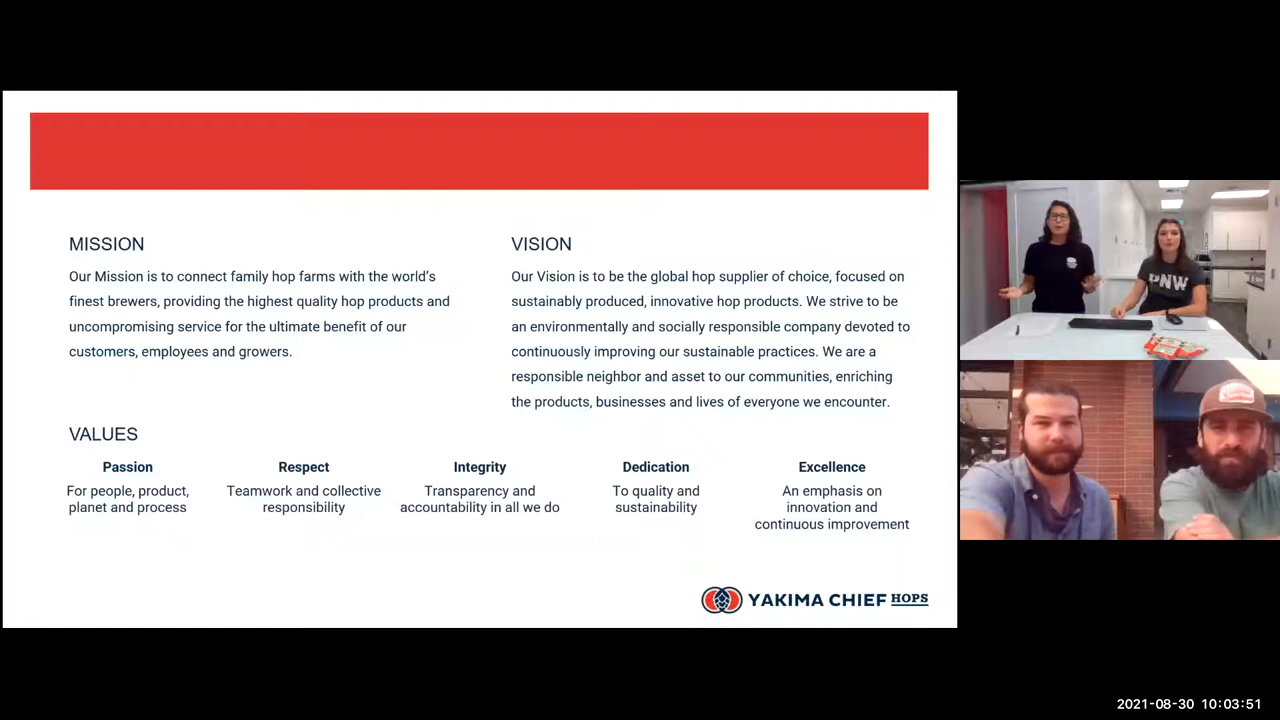 MISSION
Our Mission is to connect family hop farms with the world's
finest brewers, providing the highest quality hop products and
uncompromising service for the ultimate benefit of our
customers, employees and growers.
VISION
Our Vision is to be the global hop supplier of choice, focused on
sustainably produced, innovative hop products. We strive to be
an environmentally and socially responsible company devoted to
continuously improving our sustainable practices. We are a
responsible neighbor and asset to our communities, enriching
the products, businesses and lives of everyone we encounter.
VALUES
Passion
For people, product,
planet and process
Respect
Teamwork and collective
responsibility
Integrity
Transparency and
accountability in all we do
Dedication
To quality and
sustainability
Excellence
An emphasis on
innovation and
continuous improvement
YAKIMA CHIEF HOPS
PNW
2021-08-30 10:03:51